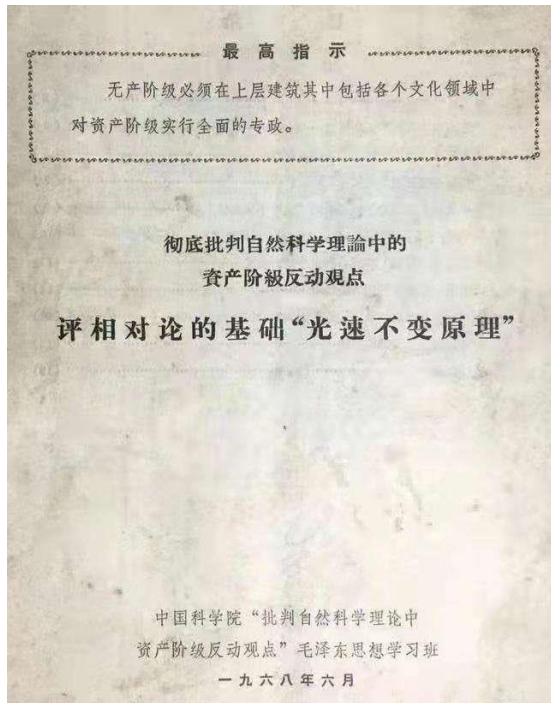 最高指示
无产阶级必须在上层建筑其中包括各个文化领域中
对资产阶级实行全面的专政。
彻底批判自然科学理論中的
資产阶級反动观点
评相对论的基础“光速不变原理”
中国科学院“批判自然科学理论中
资产阶级反动观点”毛泽东思想学习班
一九六八年六月